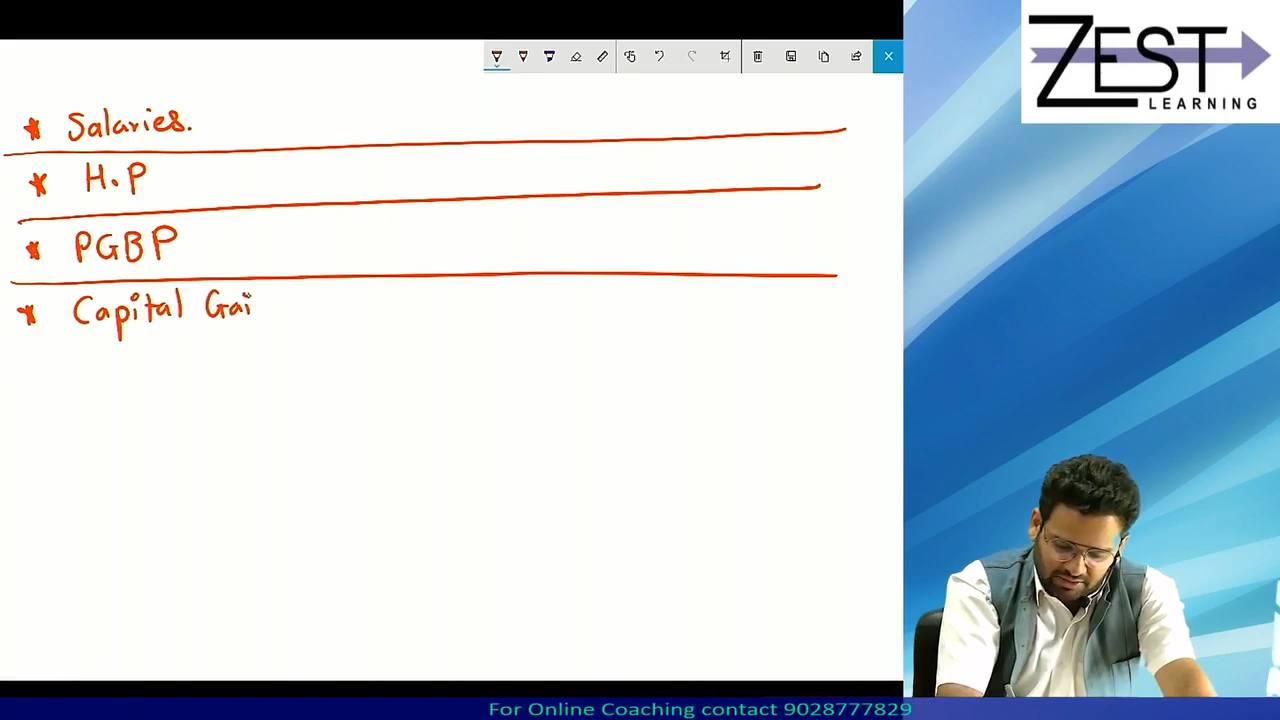 ZEST
LEARNING
* Salaries.
* H.P
* PGBP
* Capital Gai
For Online Coaching contact 9028777829